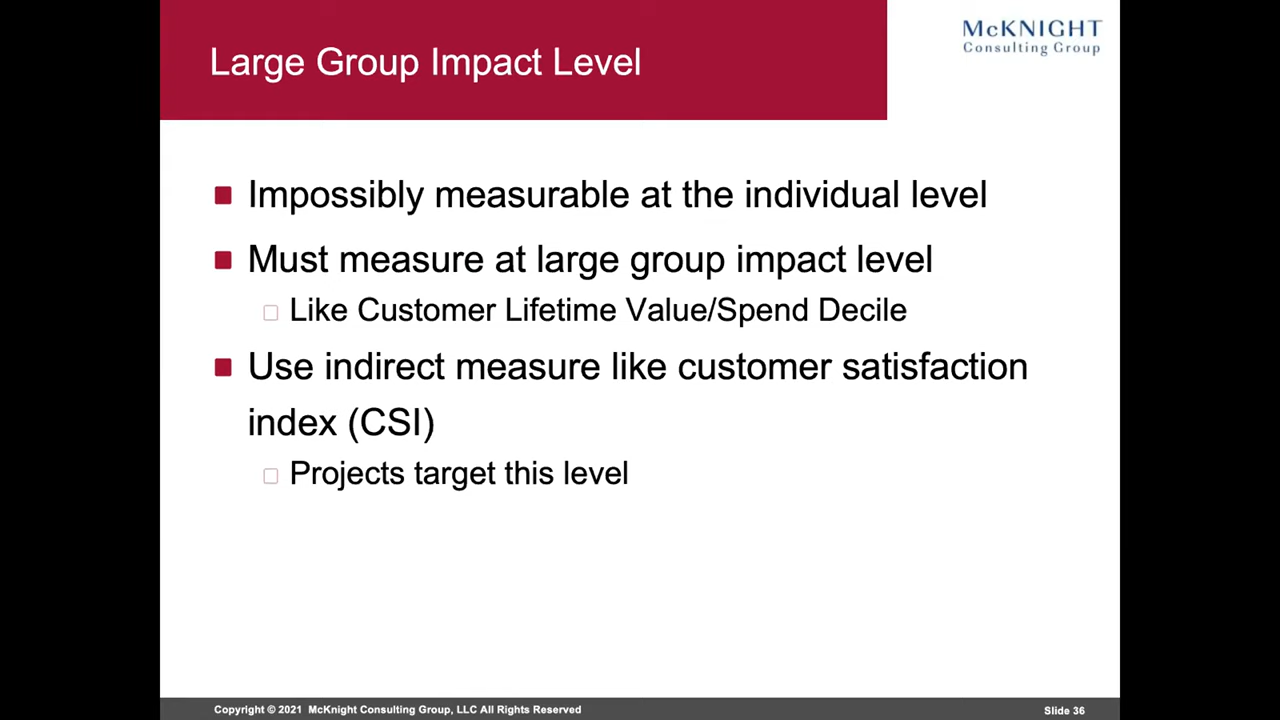 Large Group Impact Level
McKNIGHT
Consulting Group
Impossibly measurable at the individual level
Must measure at large group impact level
Like Customer Lifetime Value/Spend Decile
Use indirect measure like customer satisfaction
index (CSI)
Projects target this level
Copyright © 2021 McKnight Consulting Group, LLC All Rights Reserved
Slide 36